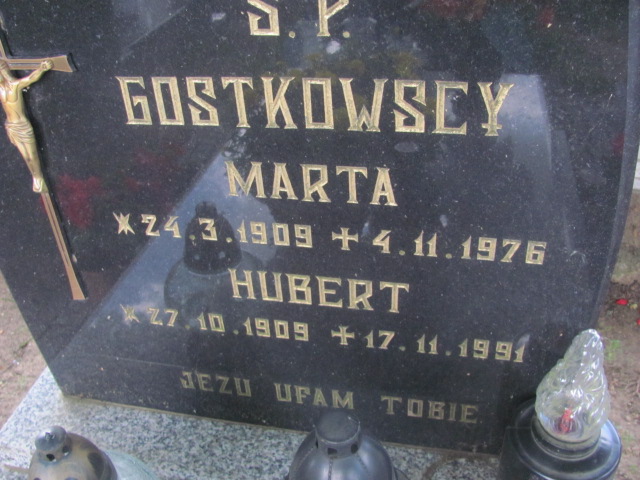 Ś. P.
GOSTKOWSCY
MARTA
* 24. 3. 1909 + 4. 11. 1976
HUBERT
* 27. 10. 1909 + 17. 11. 1991
JEZU UFAM TOBIE